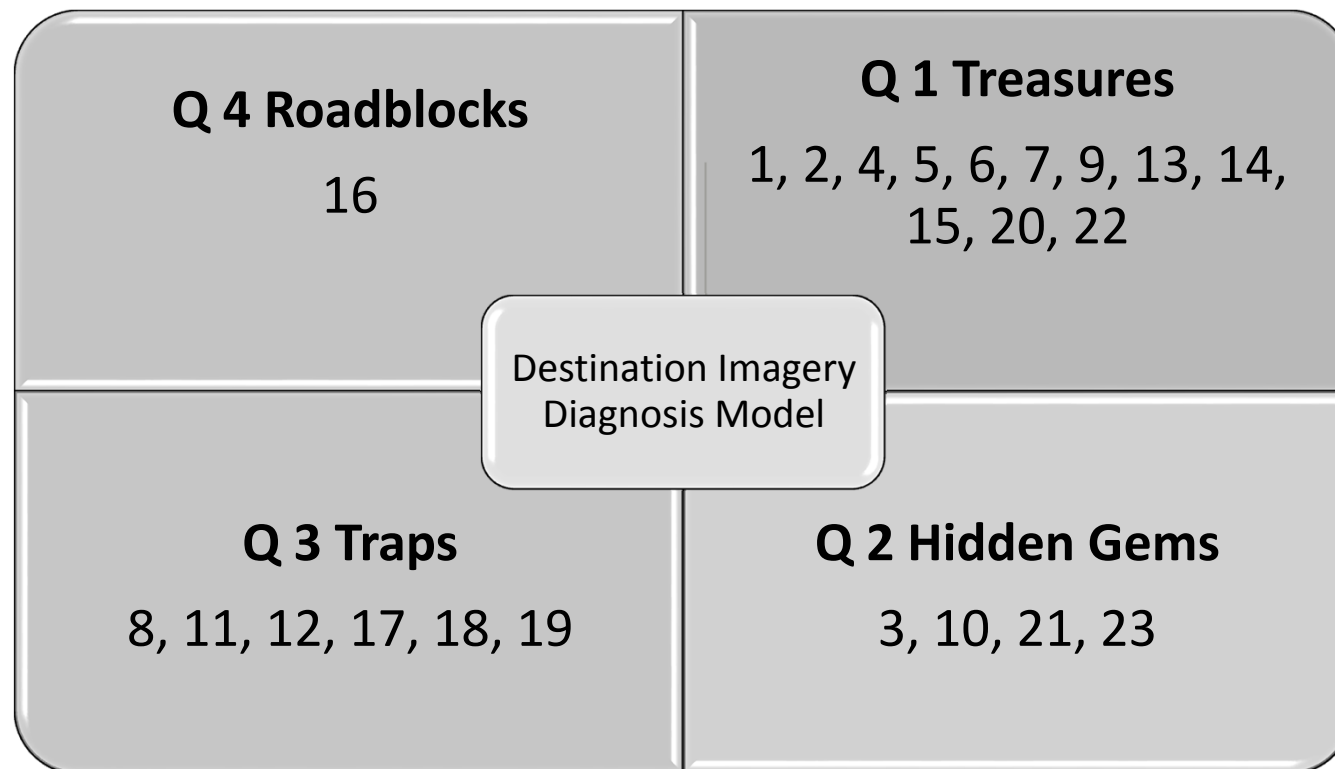 Q 4 Roadblocks
16
Q 1 Treasures
1, 2, 4, 5, 6, 7, 9, 13, 14,
15, 20, 22
Destination Imagery
Diagnosis Model
Q 3 Traps
8, 11, 12, 17, 18, 19
Q 2 Hidden Gems
3, 10, 21, 23